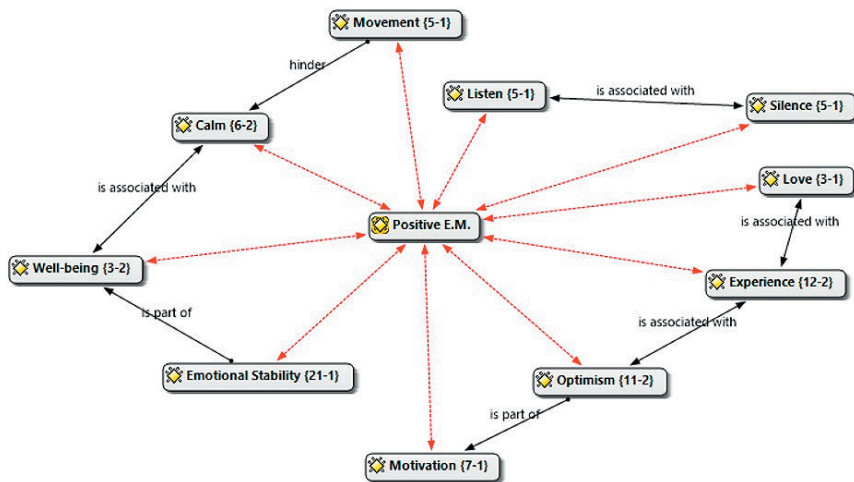 Movement {5-1}
hinder
Listen {5-1}
is associated with
Silence {5-1}
Calm {6-2}
Love {3-1}
is associated with
is associated with
Positive E.M.
Well-being {3-2}
Experience {12-2}
is part of
is associated with
Emotional Stability {21-1}
Optimism {11-2}
is part of
Motivation {7-1}